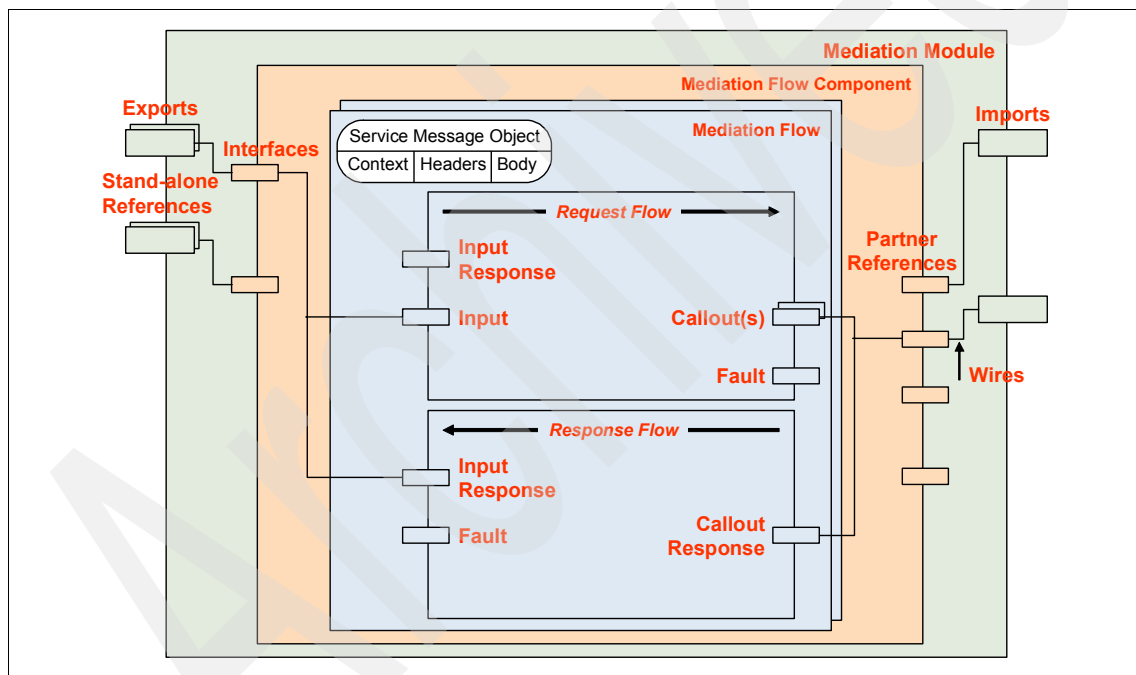 Mediation Module
Mediation Flow Component
Exports
Imports
Mediation Flow
Service Message Object
Interfaces
Context Headers Body
Stand-alone
References
Request Flow
Input
Response
Partner
References
Input
Callout(s)
Fault
Wires
Response Flow
Input
Response
Fault
Callout
Response
Archived